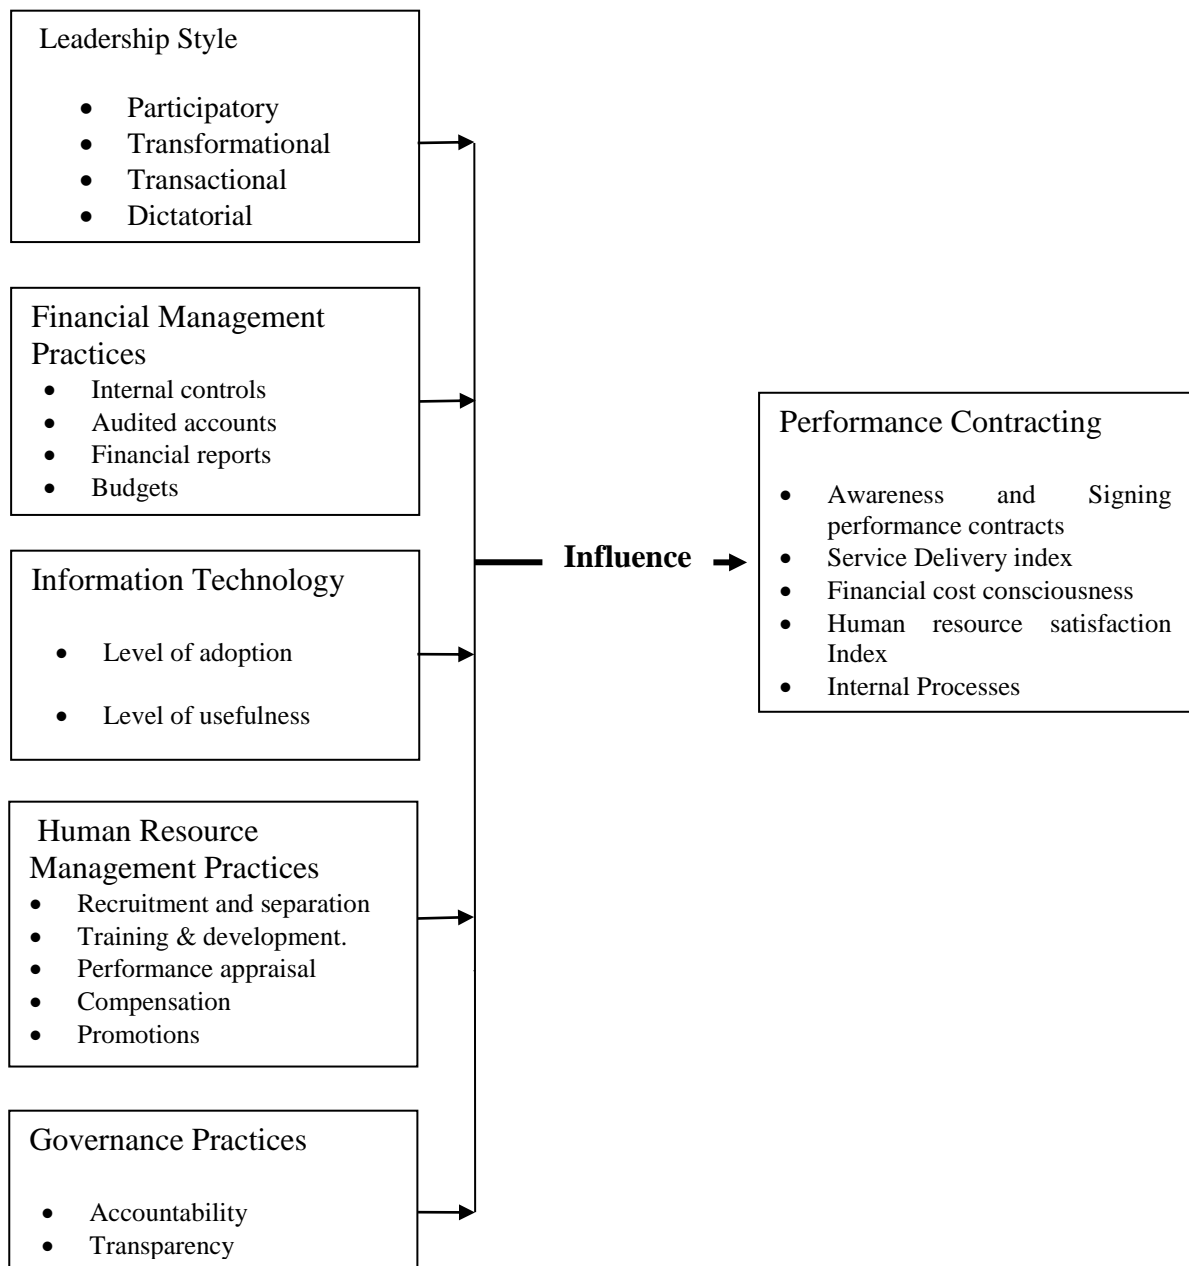 Leadership Style
• Participatory
• Transformational
• Transactional
• Dictatorial
Financial Management
Practices
• Internal controls
• Audited accounts
• Financial reports
• Budgets
Information Technology
• Level of adoption
• Level of usefulness
Human Resource
Management Practices
• Recruitment and separation
• Training & development.
• Performance appraisal
• Compensation
• Promotions
Governance Practices
• Accountability
• Transparency
Influence
Performance Contracting
• Awareness and Signing
performance contracts
• Service Delivery index
• Financial cost consciousness
• Human resource satisfaction
Index
• Internal Processes